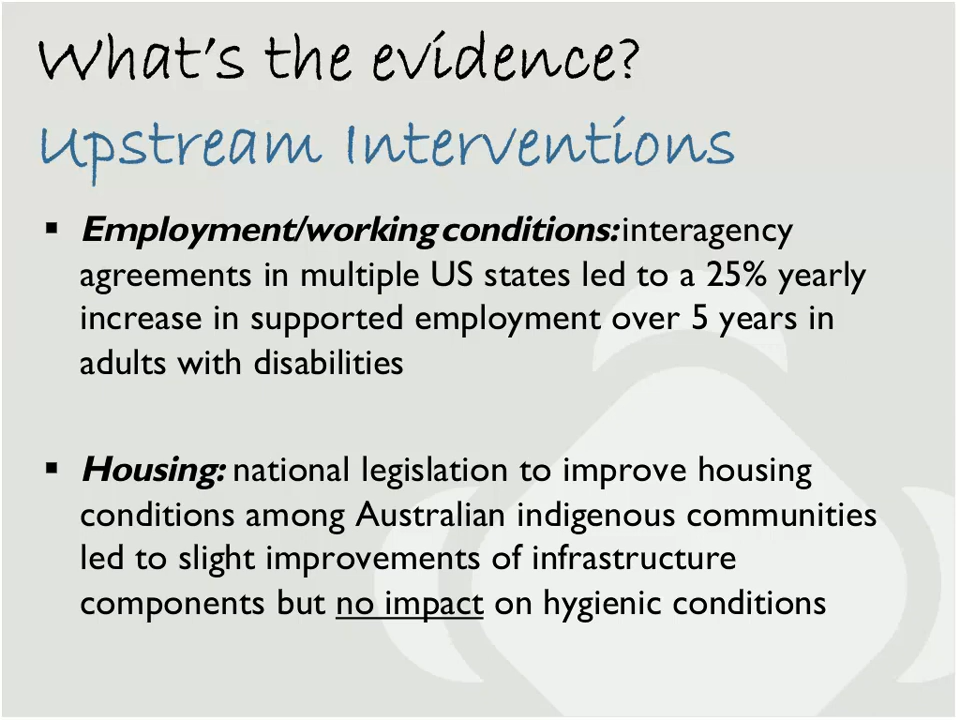 What's the evidence?
Upstream Interventions
▪ Employment/working conditions: interagency
agreements in multiple US states led to a 25% yearly
increase in supported employment over 5 years in
adults with disabilities
▪ Housing: national legislation to improve housing
conditions among Australian indigenous communities
led to slight improvements of infrastructure
components but no impact on hygienic conditions